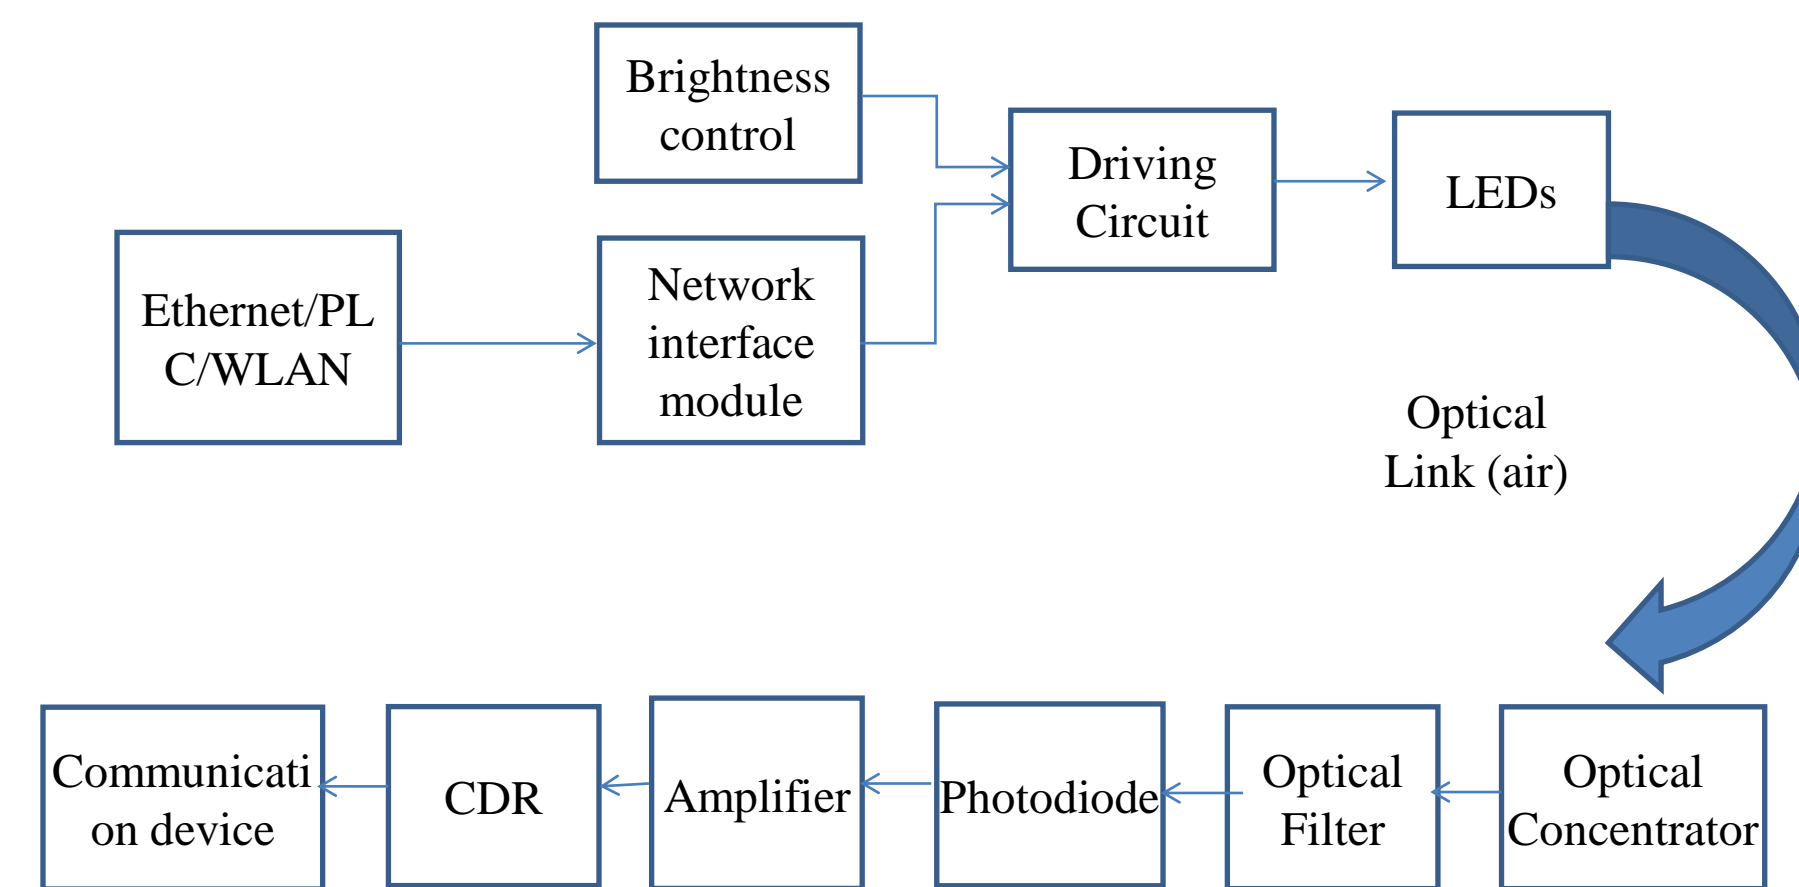 Brightness
control
Driving
Circuit
LEDs
Ethernet/PL
C/WLAN
Network
interface
module
Optical
Link (air)
Communicati
on device
CDR
Amplifier
Photodiode
Optical
Filter
Optical
Concentrator